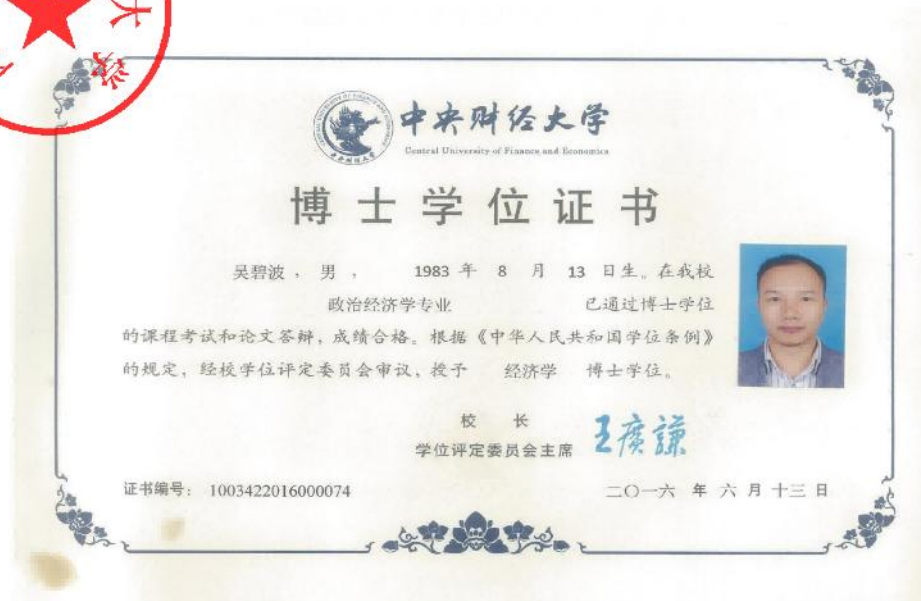 大学
中央财经大学
Central University of Finance and Economics
博士学位证书
吴碧波，男， 1983 年 8 月 13 日生。在我校
政治经济学专业 已通过博士学位
的课程考试和论文答辩，成绩合格。根据《中华人民共和国学位条例》
的规定，经校学位评定委员会审议，授予 经济学 博士学位。
校 长
学位评定委员会主席 王广谦
证书编号： 1003422016000074
二〇一六 年 六 月 十三 日